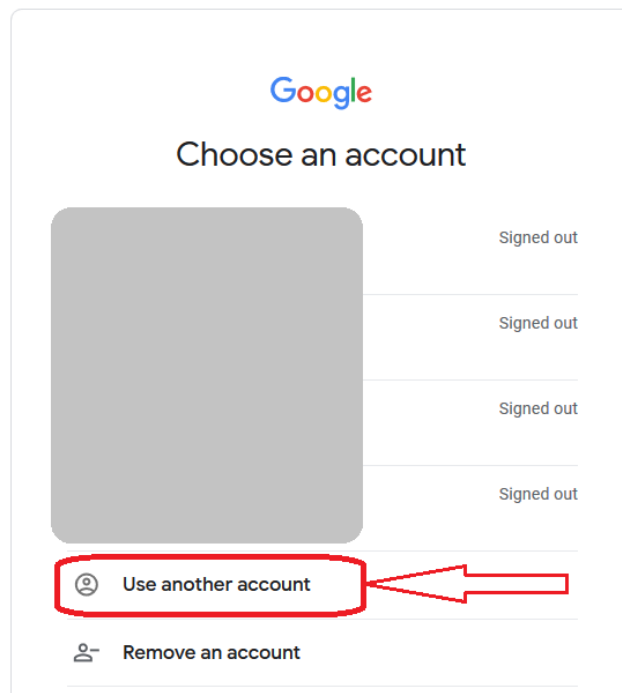 Google
Choose an account
Signed out
Signed out
Signed out
Signed out
Use another account
Remove an account